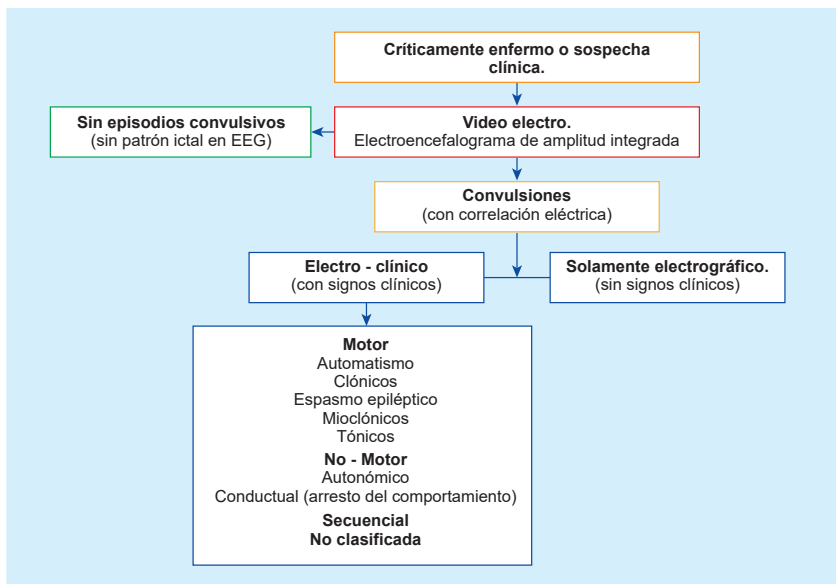 Críticamente enfermo o sospecha
clínica.
Sin episodios convulsivos
(sin patrón ictal en EEG)
Video electro.
Electroencefalograma de amplitud integrada
Convulsiones
(con correlación eléctrica)
Electro - clínico
(con signos clínicos)
Solamente electrográfico.
(sin signos clínicos)
Motor
Automatismo
Clónicos
Espasmo epiléptico
Mioclónicos
Tónicos
No - Motor
Autonómico
Conductual (arresto del comportamiento)
Secuencial
No clasificada